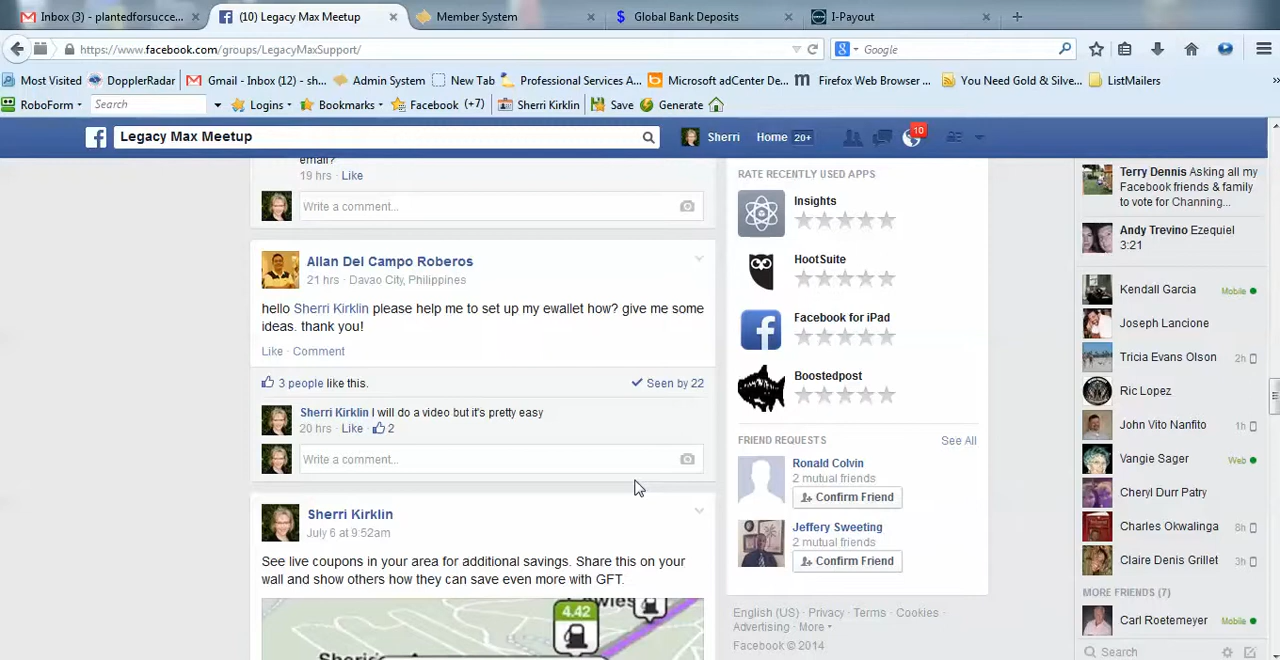 Inbox (3) - plantedforsucce...
(10) Legacy Max Meetup
Member System
Global Bank Deposits
I-Payout
https://www.facebook.com/groups/LegacyMaxSupport/
Google
Most Visited
DopplerRadar
Gmail - Inbox (12) - sh...
Admin System
New Tab
Professional Services A...
Microsoft adCenter De...
Firefox Web Browser ...
You Need Gold & Silve...
ListMailers
RoboForm
Search
Logins
Bookmarks
Facebook (+7)
Sherri Kirklin
Save
Generate
Legacy Max Meetup
Sherri
Home 20+
10
email?
19 hrs · Like
Write a comment...
Allan Del Campo Roberos
21 hrs · Davao City, Philippines
hello Sherri Kirklin please help me to set up my ewallet how? give me some
ideas. thank you!
Like · Comment
3 people like this.
Seen by 22
Sherri Kirklin I will do a video but it's pretty easy
20 hrs · Like · 2
Write a comment...
Sherri Kirklin
July 6 at 9:52am
See live coupons in your area for additional savings. Share this on your
wall and show others how they can save even more with GFT.
4.42
RATE RECENTLY USED APPS
Insights
HootSuite
Facebook for iPad
Boostedpost
FRIEND REQUESTS
See All
Ronald Colvin
2 mutual friends
Confirm Friend
Jeffery Sweeting
2 mutual friends
Confirm Friend
English (US) · Privacy · Terms · Cookies ·
Advertising · More
Facebook © 2014
Terry Dennis Asking all my
Facebook friends & family
to vote for Channing...
Andy Trevino Ezequiel
3:21
Kendall Garcia Mobile
Joseph Lancione
Tricia Evans Olson 2h
Ric Lopez
John Vito Nanfito 1h
Vangie Sager Web
Cheryl Durr Patry
Charles Okwalinga 8h
Claire Denis Grillet 3h
MORE FRIENDS (7)
Carl Roetemeyer Mobile
Search